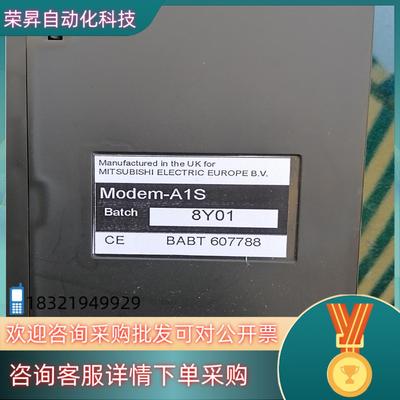 荣昇自动化科技
Manufactured in the UK for
MITSUBISHI ELECTRIC EUROPE B.V.
Modem-A1S
Batch 8Y01
CE BABT 607788
18321949929
欢迎咨询采购批发可对公开票
咨询客服详情下单采购